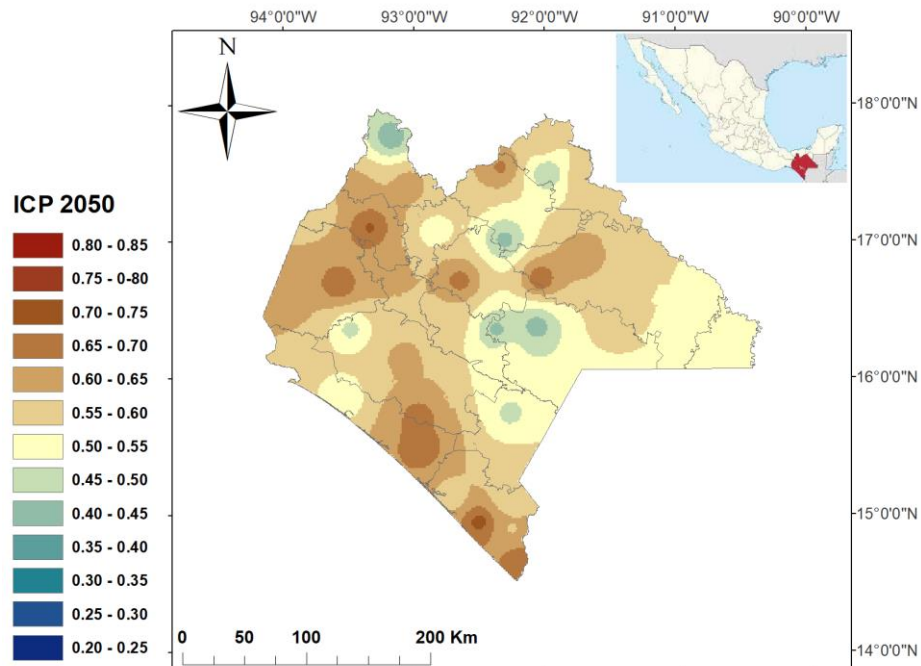 94°0'0"W 93°0'0"W 92°0'0"W 91°0'0"W 90°0'0"W
N
18°0'0"N
17°0'0"N
16°0'0"N
15°0'0"N
14°0'0"N
ICP 2050
0.80 - 0.85
0.75 - 0-80
0.70 - 0.75
0.65 - 0.70
0.60 - 0.65
0.55 - 0.60
0.50 - 0.55
0.45 - 0.50
0.40 - 0.45
0.35 - 0.40
0.30 - 0.35
0.25 - 0.30
0.20 - 0.25
0 50 100 200 Km